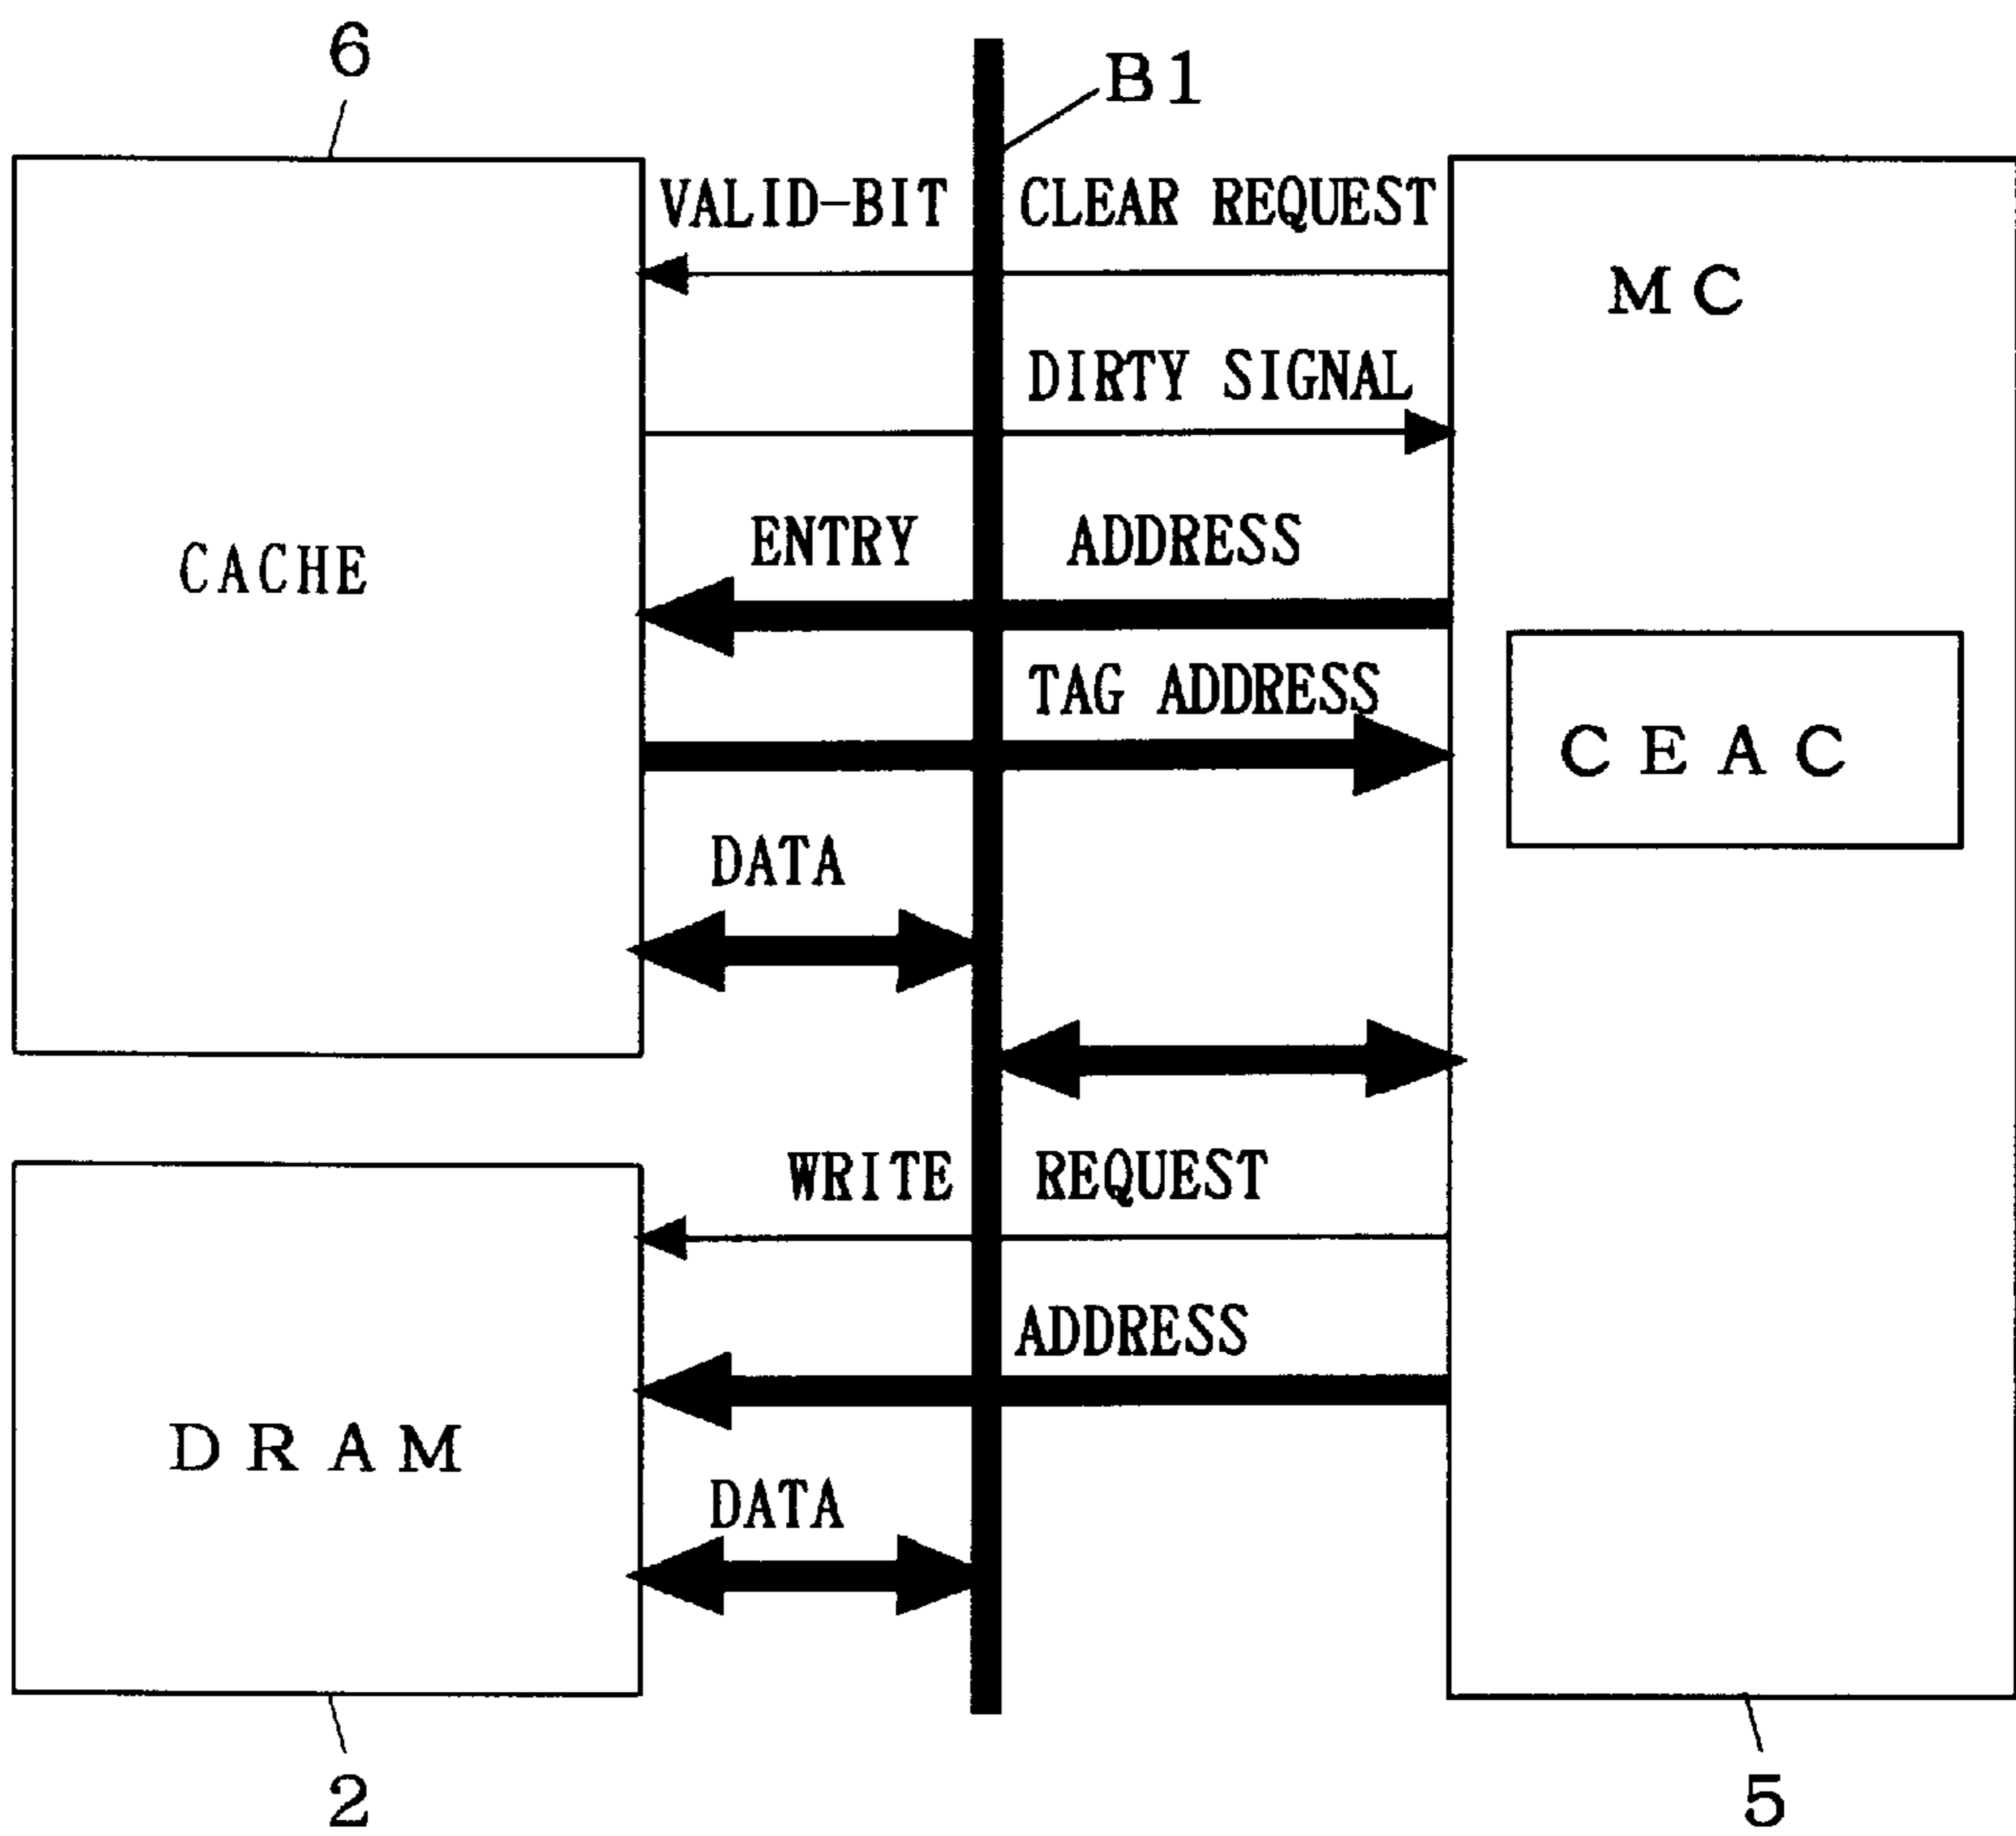 6
B1
VALID-BIT CLEAR REQUEST
MC
DIRTY SIGNAL
ENTRY ADDRESS
CACHE
TAG ADDRESS
CEAC
DATA
WRITE REQUEST
ADDRESS
DRAM
DATA
2
5